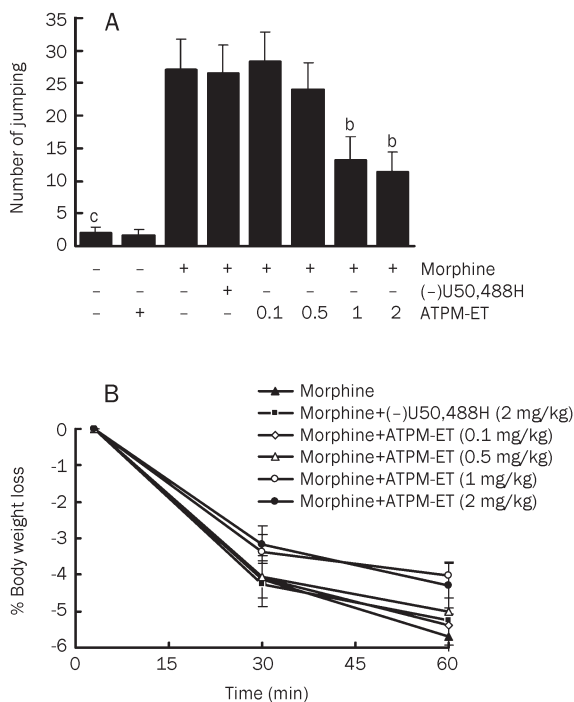 A
Number of jumping
35
30
25
20
15
10
5
0
c
b
b
– – + + + + + + Morphine
– – – + – – – – (–)U50,488H
– + – – 0.1 0.5 1 2 ATPM-ET
B
Morphine
Morphine+(–)U50,488H (2 mg/kg)
Morphine+ATPM-ET (0.1 mg/kg)
Morphine+ATPM-ET (0.5 mg/kg)
Morphine+ATPM-ET (1 mg/kg)
Morphine+ATPM-ET (2 mg/kg)
% Body weight loss
0
-1
-2
-3
-4
-5
-6
0 15 30 45 60
Time (min)